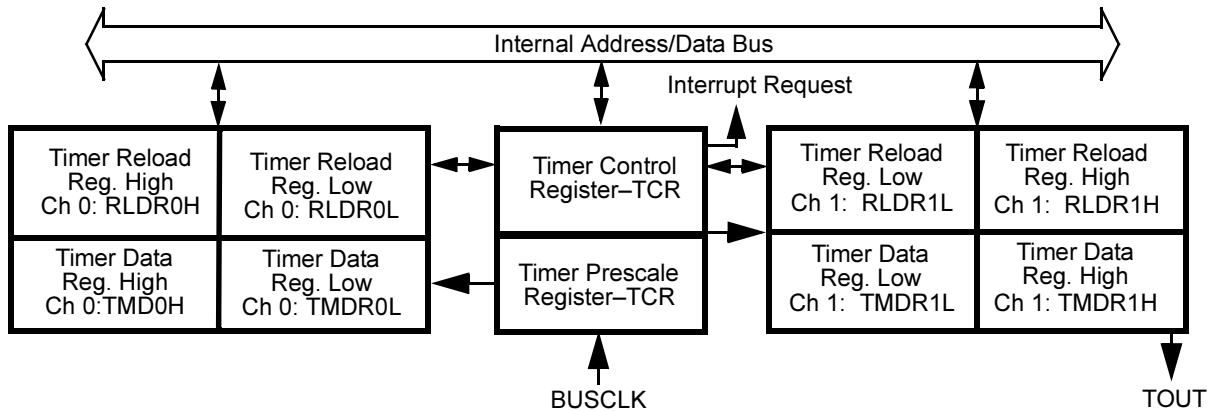 Internal Address/Data Bus
Interrupt Request
Timer Reload
Reg. High
Ch 0: RLDR0H
Timer Reload
Reg. Low
Ch 0: RLDR0L
Timer Control
Register–TCR
Timer Reload
Reg. Low
Ch 1: RLDR1L
Timer Reload
Reg. High
Ch 1: RLDR1H
Timer Data
Reg. High
Ch 0:TMD0H
Timer Data
Reg. Low
Ch 0: TMDR0L
Timer Prescale
Register–TCR
Timer Data
Reg. Low
Ch 1: TMDR1L
Timer Data
Reg. High
Ch 1: TMDR1H
BUSCLK
TOUT